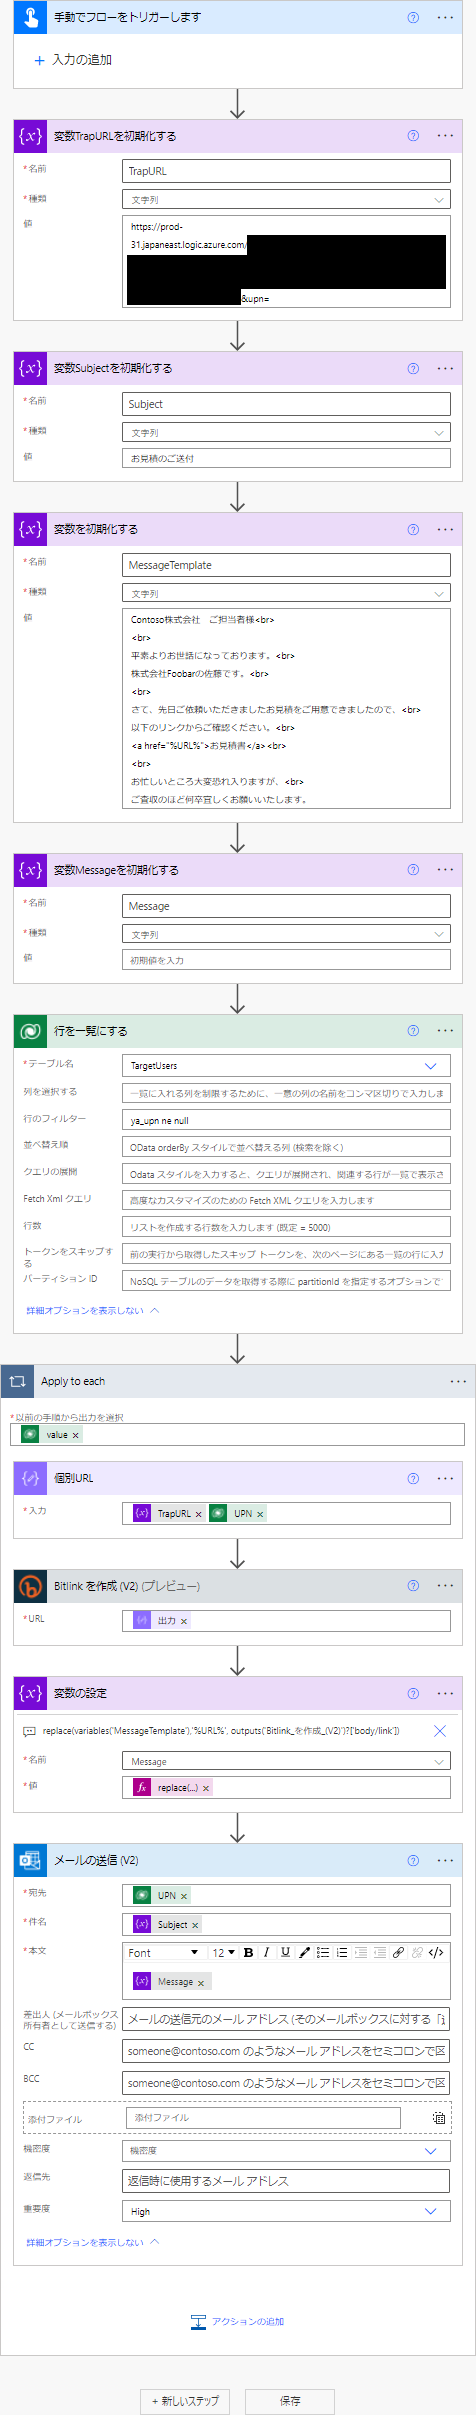 手動でフローをトリガーします
+ 入力の追加
{x} 変数TrapURLを初期化する
*名前 TrapURL
*種類 文字列
値 https://prod-
31.japaneast.logic.azure.com/
&upn=
{x} 変数Subjectを初期化する
*名前 Subject
*種類 文字列
値 お見積のご送付
{x} 変数を初期化する
*名前 MessageTemplate
*種類 文字列
値 Contoso株式会社　ご担当者様<br>
<br>
平素よりお世話になっております。<br>
株式会社Foobarの佐藤です。<br>
<br>
さて、先日ご依頼いただきましたお見積をご用意できましたので、<br>
以下のリンクからご確認ください。<br>
<a href="%URL%">お見積書</a><br>
<br>
お忙しいところ大変恐れ入りますが、<br>
ご査収のほど何卒宜しくお願いいたします。
{x} 変数Messageを初期化する
*名前 Message
*種類 文字列
値 初期値を入力
行を一覧にする
*テーブル名 TargetUsers
列を選択する 一覧に入れる列を制限するために、一意の列の名前をコンマ区切りで入力しま
行のフィルター ya_upn ne null
並べ替え順 OData orderBy スタイルで並べ替える列 (検索を除く)
クエリの展開 Odata スタイルを入力すると、クエリが展開され、関連する行が一覧で表示さ
Fetch Xml クエリ 高度なカスタマイズのための Fetch XML クエリを入力します
行数 リストを作成する行数を入力します (既定 = 5000)
トークンをスキップする 前の実行から取得したスキップ トークンを、次のページにある一覧の行に入力
パーティション ID NoSQL テーブルのデータを取得する際に partitionId を指定するオプションで
詳細オプションを表示しない
Apply to each
*以前の手順から出力を選択
value ×
個別URL
*入力 {x} TrapURL × UPN ×
Bitlink を作成 (V2) (プレビュー)
*URL 出力 ×
{x} 変数の設定
replace(variables('MessageTemplate'),'%URL%', outputs('Bitlink_を作成_(V2)')?['body/link'])
*名前 Message
*値 fx replace(...) ×
メールの送信 (V2)
*宛先 UPN ×
*件名 {x} Subject ×
*本文 Font 12 B I U </>
{x} Message ×
差出人 (メールボックス所有者として送信する) メールの送信元のメール アドレス (そのメールボックスに対する
CC someone@contoso.com のようなメール アドレスをセミコロンで区
BCC someone@contoso.com のようなメール アドレスをセミコロンで区
添付ファイル 添付ファイル
機密度 機密度
返信先 返信時に使用するメール アドレス
重要度 High
詳細オプションを表示しない
アクションの追加
+ 新しいステップ 保存